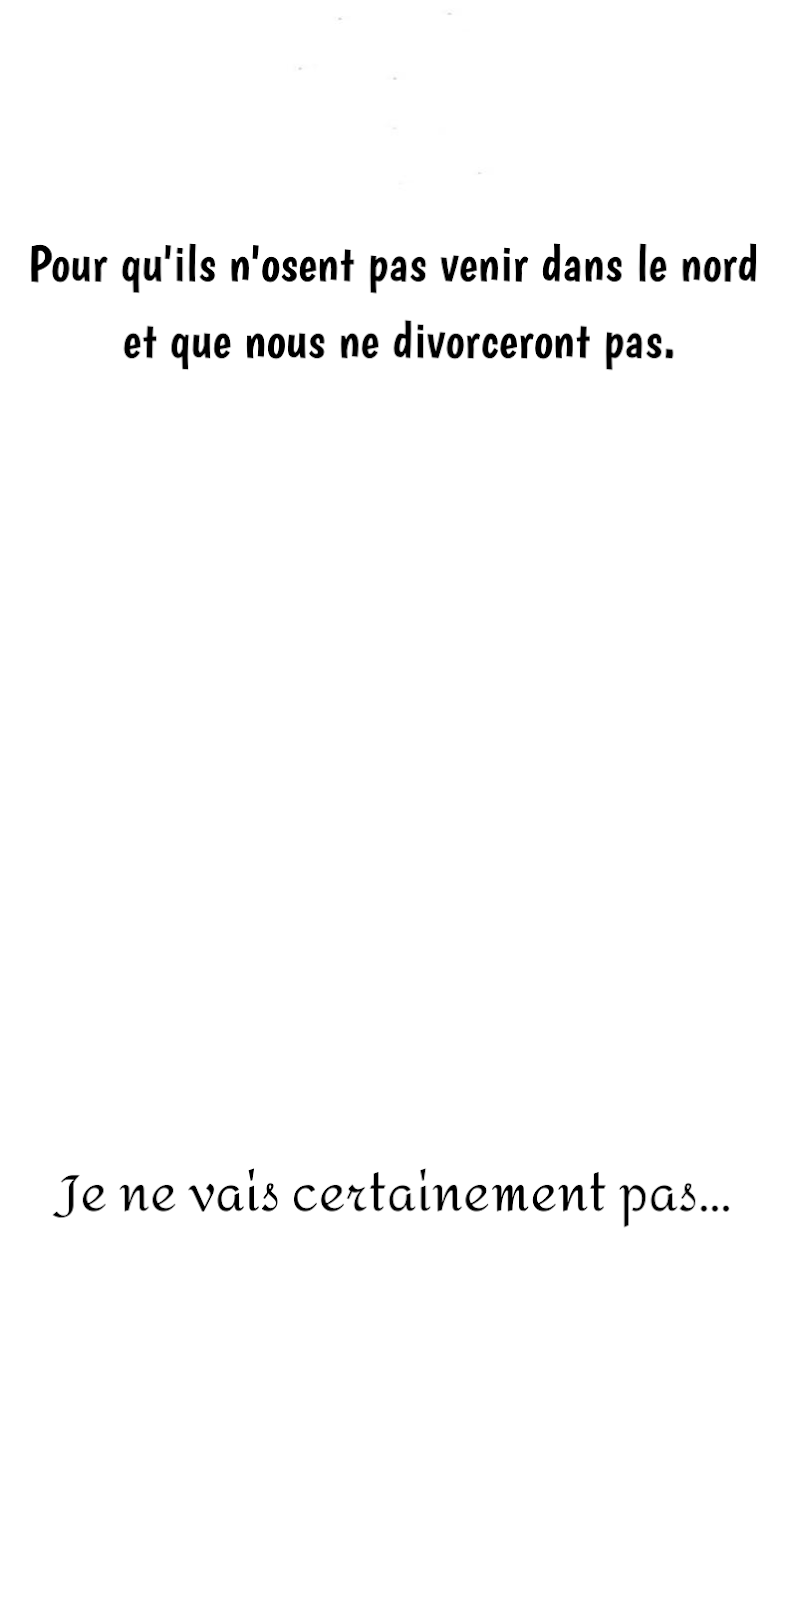 Pour qu'ils n'osent pas venir dans le nord
et que nous ne divorceront pas.
Je ne vais certainement pas...